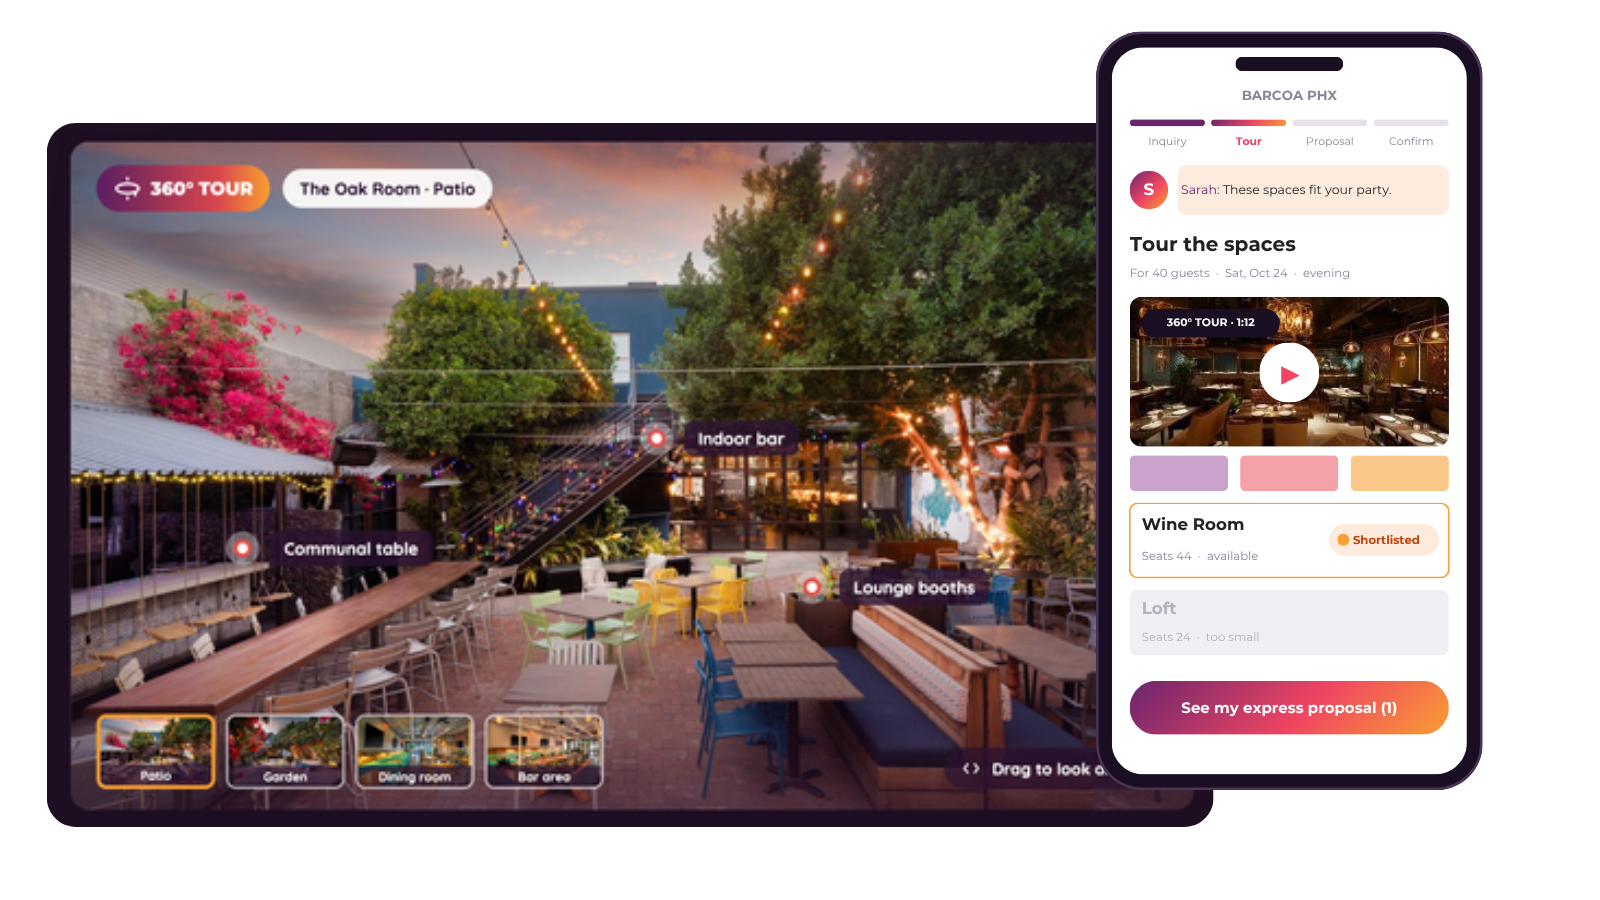 360° TOUR
The Oak Room - Patio
Indoor bar
Communal table
Lounge booths
Patio
Garden
Dining room
Bar area
Drag to look
BARCOA PHX
Inquiry
Tour
Proposal
Confirm
S
Sarah: These spaces fit your party.
Tour the spaces
For 40 guests · Sat, Oct 24 · evening
360° TOUR · 1:12
Wine Room
Seats 44 · available
Shortlisted
Loft
Seats 24 · too small
See my express proposal (1)